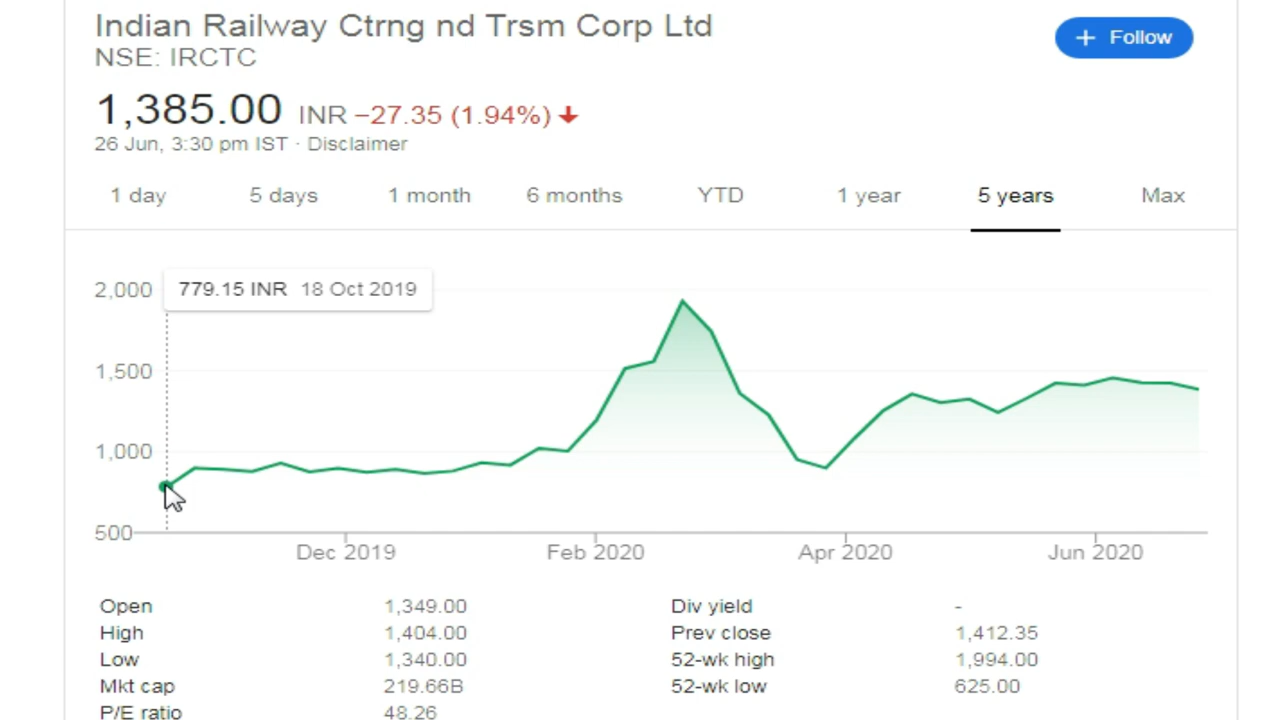 Indian Railway Ctrng nd Trsm Corp Ltd
NSE: IRCTC
+ Follow
1,385.00 INR −27.35 (1.94%)
26 Jun, 3:30 pm IST · Disclaimer
1 day 5 days 1 month 6 months YTD 1 year 5 years Max
779.15 INR 18 Oct 2019
2,000
1,500
1,000
500
Dec 2019 Feb 2020 Apr 2020 Jun 2020
Open 1,349.00 Div yield -
High 1,404.00 Prev close 1,412.35
Low 1,340.00 52-wk high 1,994.00
Mkt cap 219.66B 52-wk low 625.00
P/E ratio 48.26